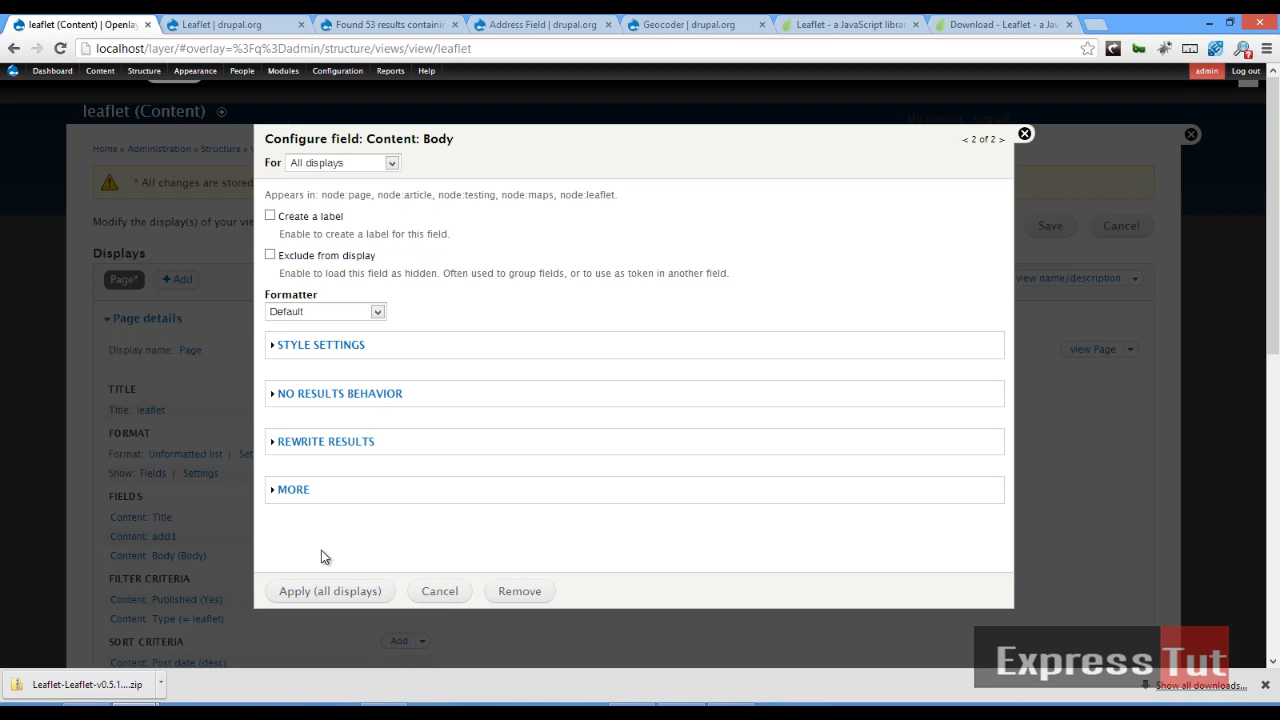 leaflet (Content) | Openlay
Leaflet | drupal.org
Found 53 results containin
Address Field | drupal.org
Geocoder | drupal.org
Leaflet - a JavaScript librar
Download - Leaflet - a Jav
localhost/layer/#overlay=%3Fq%3Dadmin/structure/views/view/leaflet
Dashboard Content Structure Appearance People Modules Configuration Reports Help
admin Log out
leaflet (Content)
Home » Administration » Structure »
* All changes are stored
Modify the display(s) of your vie
Save Cancel
Displays
Page* Add
view name/description
Page details
Display name: Page
view Page
TITLE
Title: leaflet
FORMAT
Format: Unformatted list | Set
Show: Fields | Settings
FIELDS
Content: Title
Content: add1
Content: Body (Body)
FILTER CRITERIA
Content: Published (Yes)
Content: Type (= leaflet)
SORT CRITERIA
Add
Content: Post date (desc)
Configure field: Content: Body
< 2 of 2 >
For All displays
Appears in: node:page, node:article, node:testing, node:maps, node:leaflet.
Create a label
Enable to create a label for this field.
Exclude from display
Enable to load this field as hidden. Often used to group fields, or to use as token in another field.
Formatter
Default
STYLE SETTINGS
NO RESULTS BEHAVIOR
REWRITE RESULTS
MORE
Apply (all displays) Cancel Remove
Express Tut
Leaflet-Leaflet-v0.5.1....zip
Show all downloads...